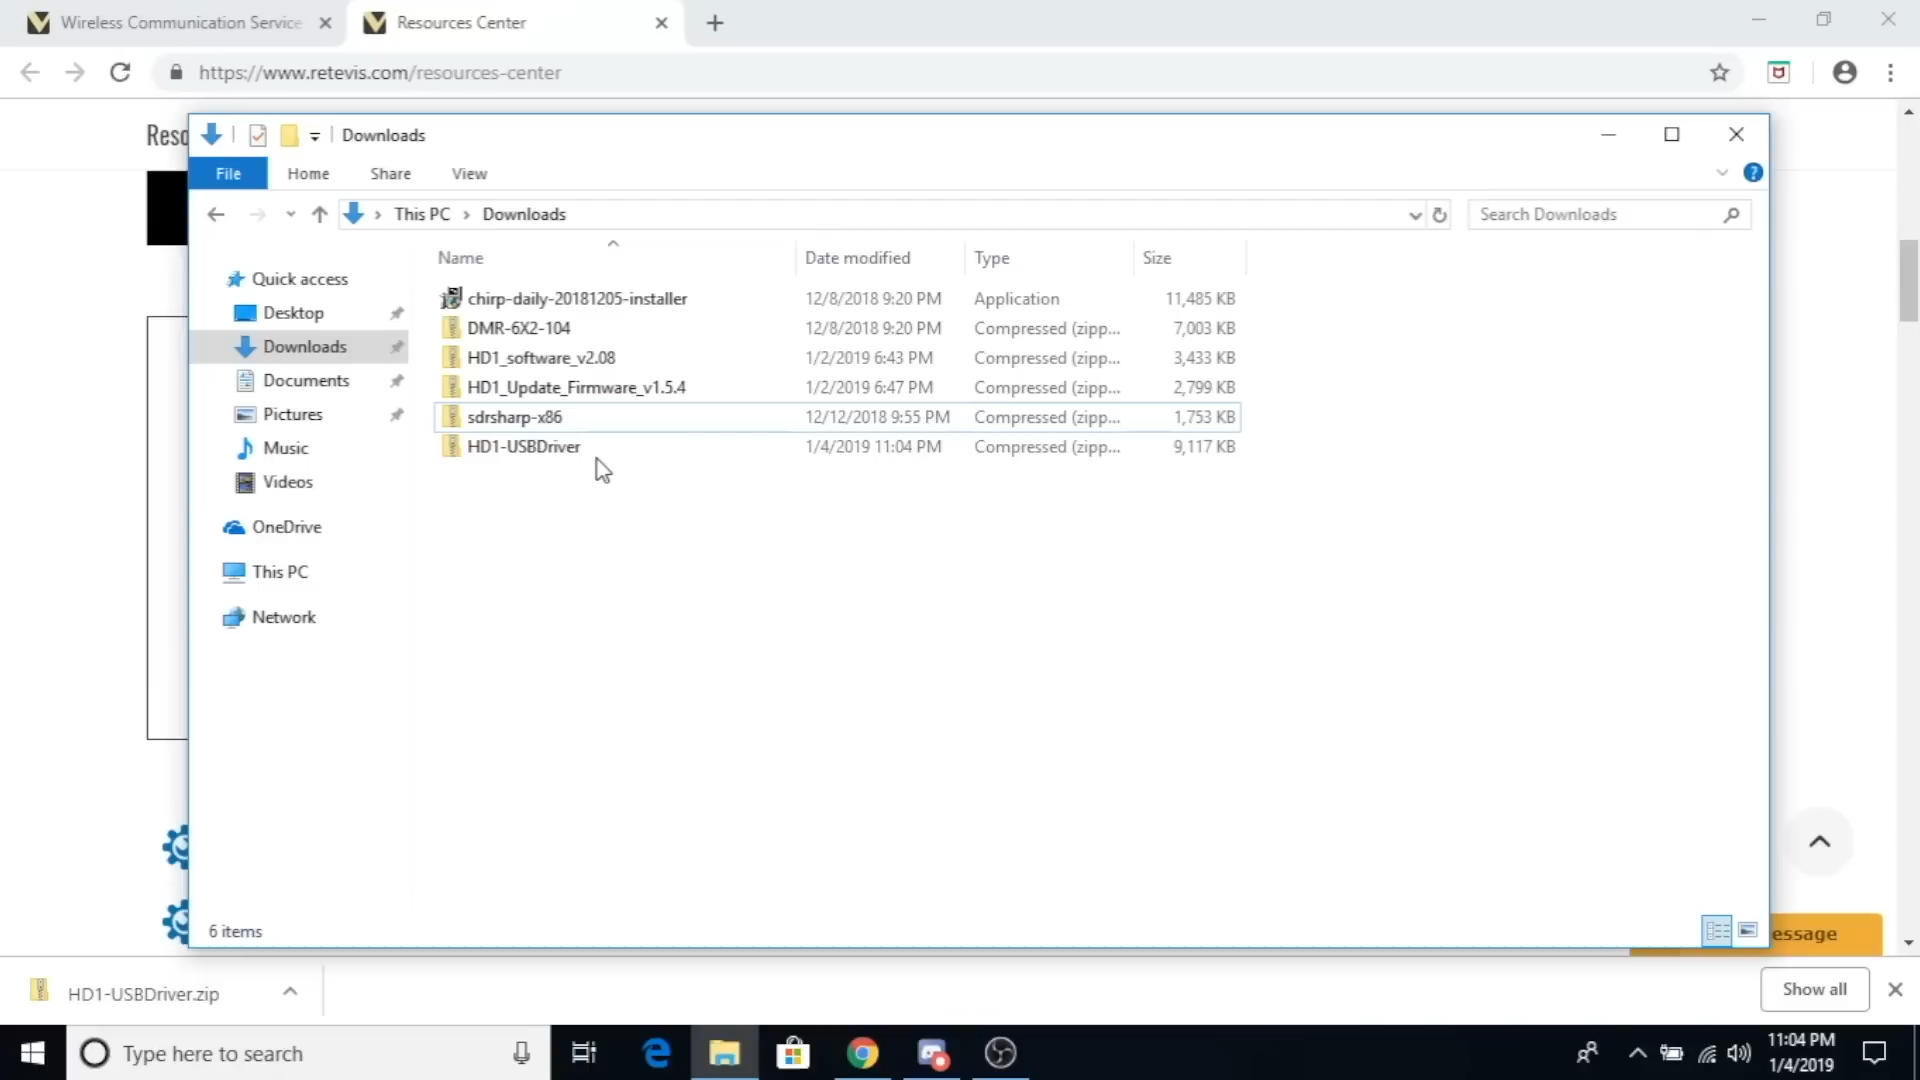 Wireless Communication Service
Resources Center
https://www.retevis.com/resources-center
Reso
Downloads
File Home Share View
This PC Downloads
Search Downloads
Name Date modified Type Size
chirp-daily-20181205-installer 12/8/2018 9:20 PM Application 11,485 KB
DMR-6X2-104 12/8/2018 9:20 PM Compressed (zipp... 7,003 KB
HD1_software_v2.08 1/2/2019 6:43 PM Compressed (zipp... 3,433 KB
HD1_Update_Firmware_v1.5.4 1/2/2019 6:47 PM Compressed (zipp... 2,799 KB
sdrsharp-x86 12/12/2018 9:55 PM Compressed (zipp... 1,753 KB
HD1-USBDriver 1/4/2019 11:04 PM Compressed (zipp... 9,117 KB
Quick access
Desktop
Downloads
Documents
Pictures
Music
Videos
OneDrive
This PC
Network
6 items
essage
HD1-USBDriver.zip
Show all
Type here to search
11:04 PM
1/4/2019